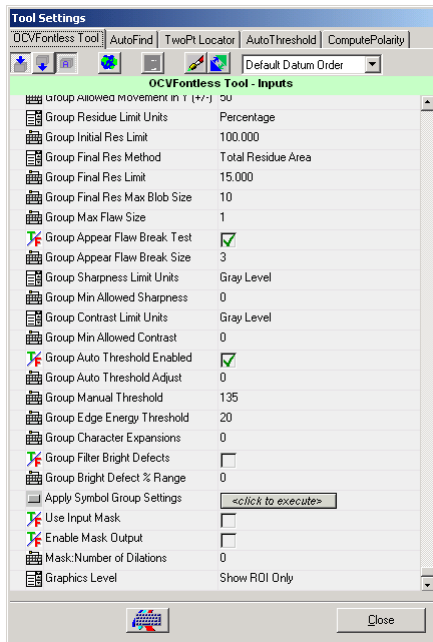 Tool Settings
OCVFontless Tool AutoFind TwoPt Locator AutoThreshold ComputePolarity
Default Datum Order
OCVFontless Tool - Inputs
Group Allowed Movement in Y (+/-) 50
Group Residue Limit Units Percentage
Group Initial Res Limit 100.000
Group Final Res Method Total Residue Area
Group Final Res Limit 15.000
Group Final Res Max Blob Size 10
Group Max Flaw Size 1
Group Appear Flaw Break Test
Group Appear Flaw Break Size 3
Group Sharpness Limit Units Gray Level
Group Min Allowed Sharpness 0
Group Contrast Limit Units Gray Level
Group Min Allowed Contrast 0
Group Auto Threshold Enabled
Group Auto Threshold Adjust 0
Group Manual Threshold 135
Group Edge Energy Threshold 20
Group Character Expansions 0
Group Filter Bright Defects
Group Bright Defect % Range 0
Apply Symbol Group Settings <click to execute>
Use Input Mask
Enable Mask Output
Mask:Number of Dilations 0
Graphics Level Show ROI Only
Close